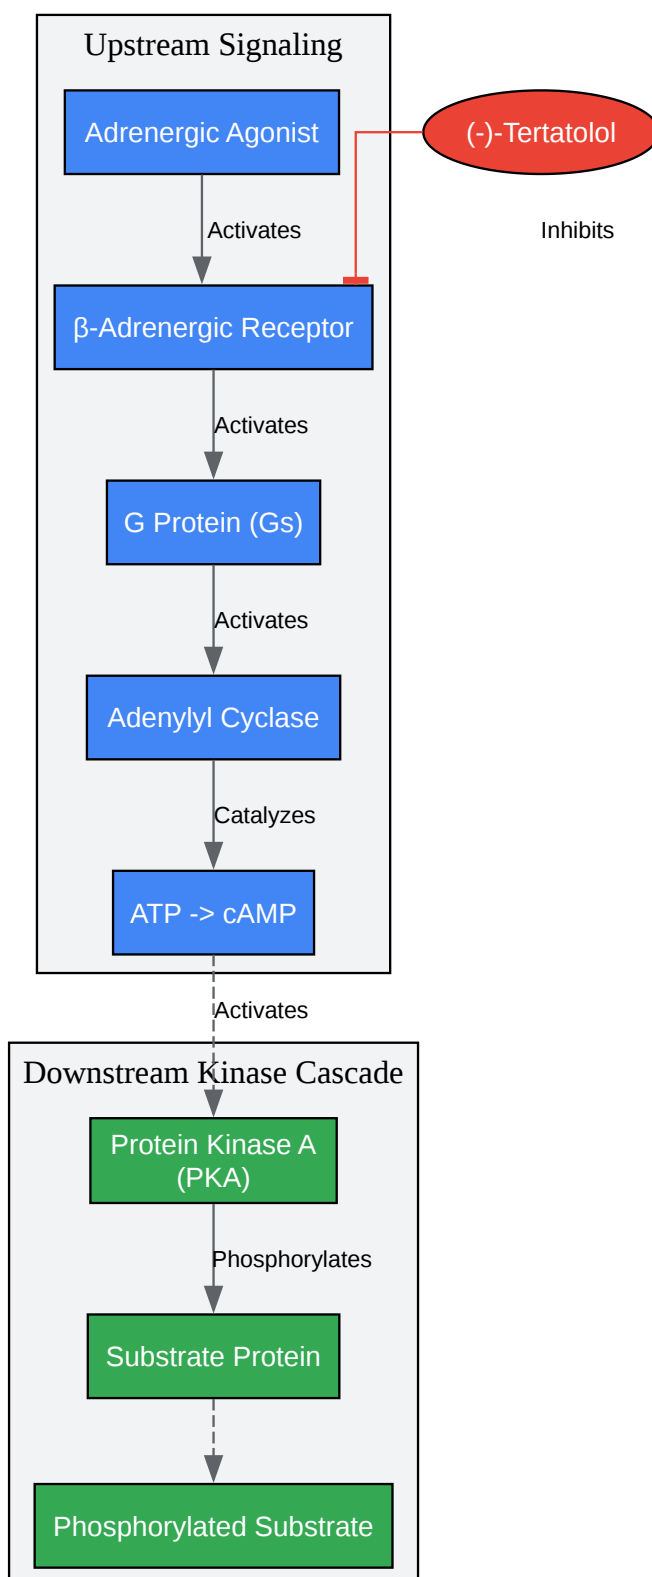 Upstream Signaling
Adrenergic Agonist
(-)-Tertatolol
Activates
Inhibits
β-Adrenergic Receptor
Activates
G Protein (Gs)
Activates
Adenylyl Cyclase
Catalyzes
ATP -> cAMP
Activates
Downstream Kinase Cascade
Protein Kinase A
(PKA)
Phosphorylates
Substrate Protein
Phosphorylated Substrate